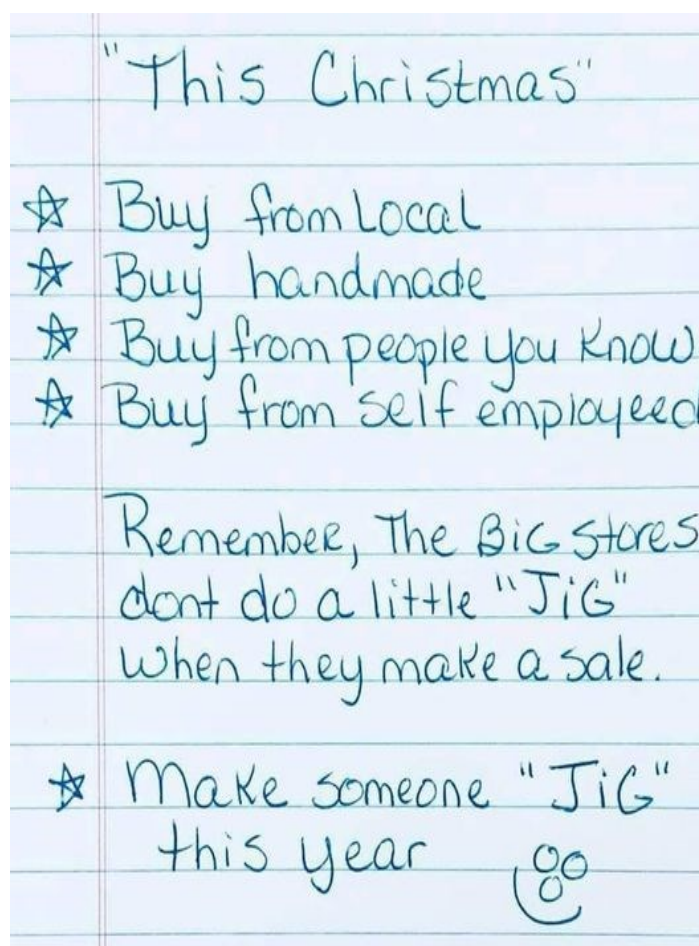 "This Christmas"
☆ Buy from Local
☆ Buy handmade
☆ Buy from people you know
☆ Buy from self employeed
Remember, The BiG stores
dont do a little "JiG"
when they make a sale.
☆ Make someone "JiG"
this year